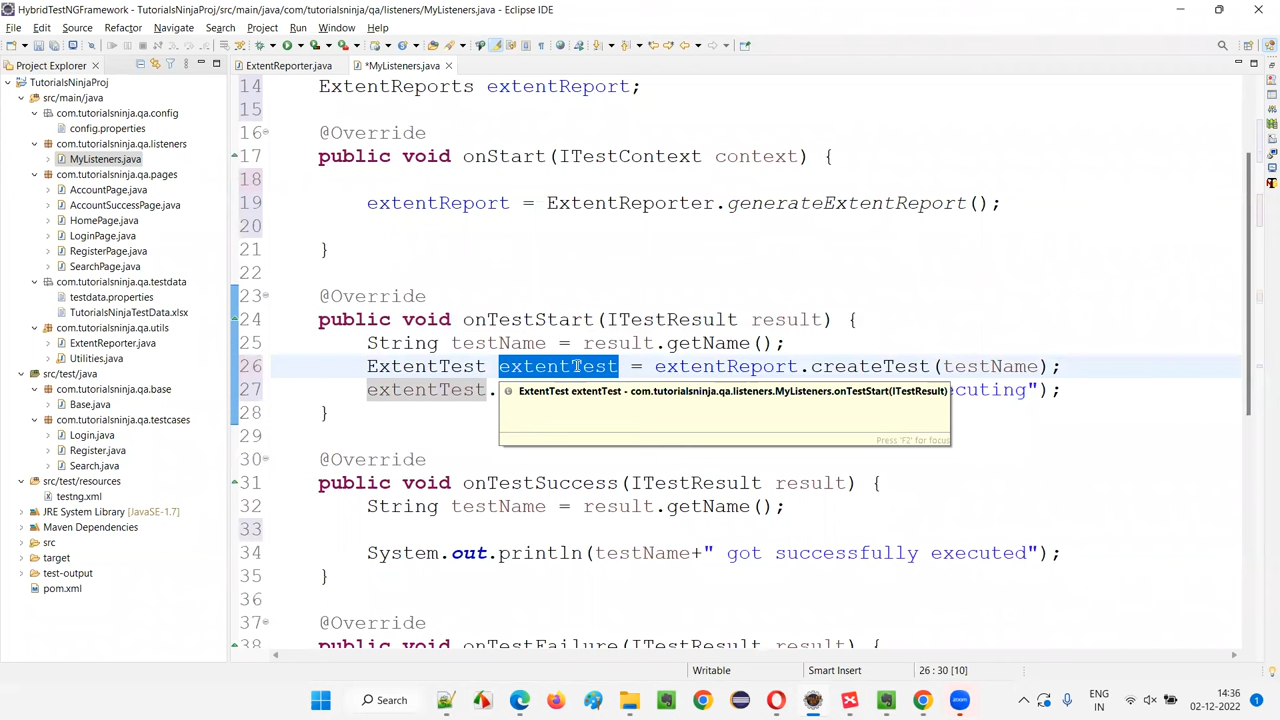 HybridTestNGFramework - TutorialsNinjaProj/src/main/java/com/tutorialsninja/qa/listeners/MyListeners.java - Eclipse IDE
File Edit Source Refactor Navigate Search Project Run Window Help
Project Explorer
ExtentReporter.java
*MyListeners.java
TutorialsNinjaProj
src/main/java
com.tutorialsninja.qa.config
config.properties
com.tutorialsninja.qa.listeners
MyListeners.java
com.tutorialsninja.qa.pages
AccountPage.java
AccountSuccessPage.java
HomePage.java
LoginPage.java
RegisterPage.java
SearchPage.java
com.tutorialsninja.qa.testdata
testdata.properties
TutorialsNinjaTestData.xlsx
com.tutorialsninja.qa.utils
ExtentReporter.java
Utilities.java
src/test/java
com.tutorialsninja.qa.base
Base.java
com.tutorialsninja.qa.testcases
Login.java
Register.java
Search.java
src/test/resources
testng.xml
JRE System Library [JavaSE-1.7]
Maven Dependencies
src
target
test-output
pom.xml
14 ExtentReports extentReport;
15
16 @Override
17 public void onStart(ITestContext context) {
18
19 extentReport = ExtentReporter.generateExtentReport();
20
21 }
22
23 @Override
24 public void onTestStart(ITestResult result) {
25 String testName = result.getName();
26 ExtentTest extentTest = extentReport.createTest(testName);
27 extentTest. cuting");
ExtentTest extentTest - com.tutorialsninja.qa.listeners.MyListeners.onTestStart(ITestResult)
Press 'F2' for focus
28 }
29
30 @Override
31 public void onTestSuccess(ITestResult result) {
32 String testName = result.getName();
33
34 System.out.println(testName+" got successfully executed");
35 }
36
37 @Override
38 public void onTestFailure(ITestResult result) {
Writable Smart Insert 26 : 30 [10]
Search
ENG
IN
14:36
02-12-2022